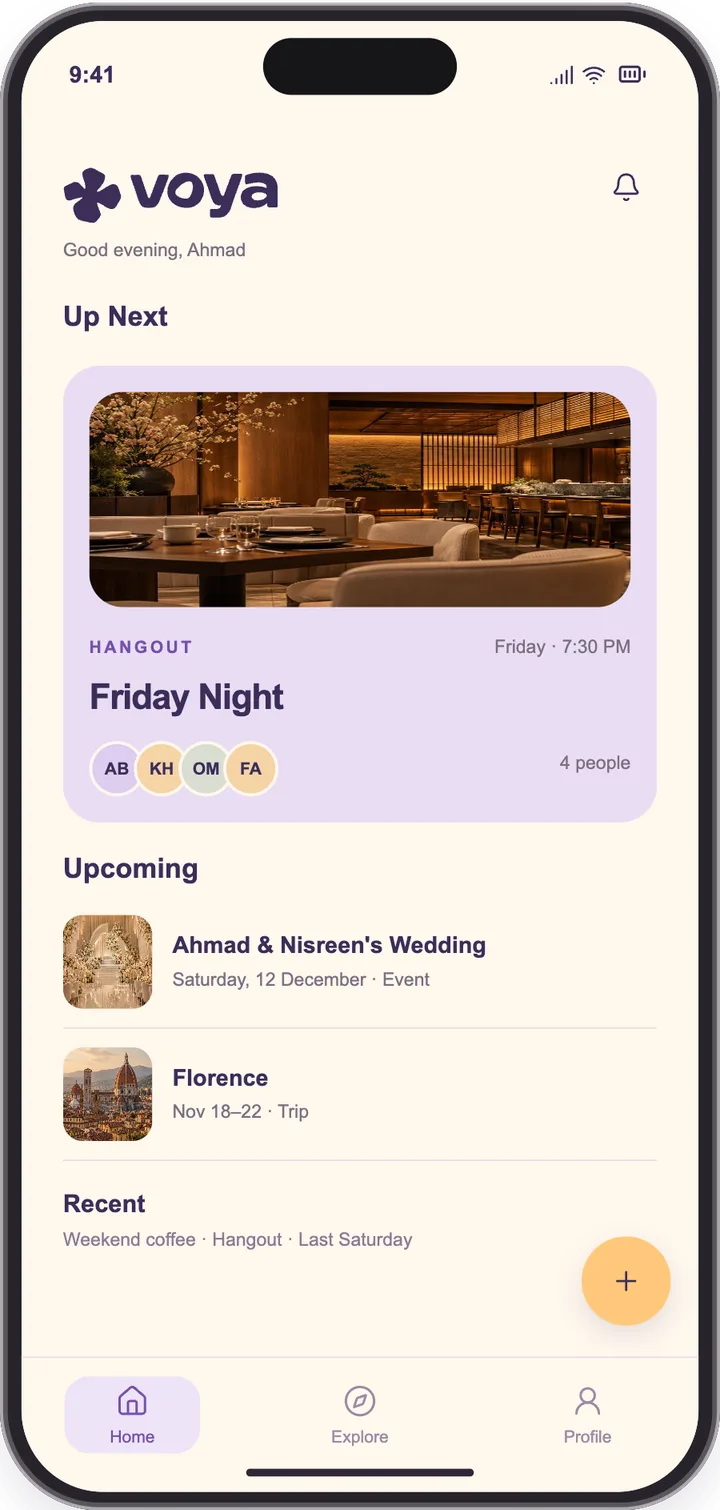 9:41
voya
Good evening, Ahmad
Up Next
HANGOUT
Friday · 7:30 PM
Friday Night
AB KH OM FA
4 people
Upcoming
Ahmad & Nisreen's Wedding
Saturday, 12 December · Event
Florence
Nov 18–22 · Trip
Recent
Weekend coffee · Hangout · Last Saturday
+
Home
Explore
Profile